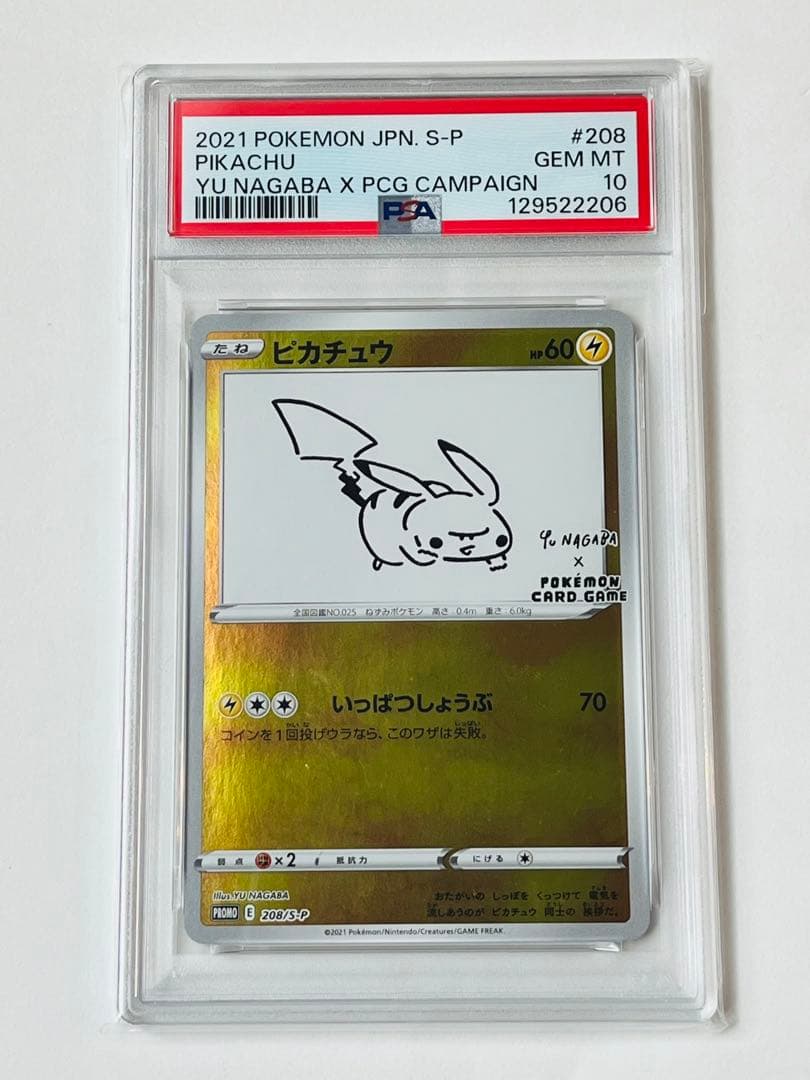 2021 POKEMON JPN. S-P #208
PIKACHU GEM MT
YU NAGABA X PCG CAMPAIGN 10
PSA 129522206
たね ピカチュウ HP60
YU NAGABA
×
POKÉMON
CARD GAME
全国図鑑NO.025 ねずみポケモン 高さ:0.4m 重さ:6.0kg
いっぱつしょうぶ 70
コインを1回投げウラなら、このワザは失敗。
弱点 ×2 抵抗力 にげる
Illus. YU NAGABA
PROMO E 208/S-P
おたがいの しっぽを くっつけて 電気を
流しあうのが ピカチュウ 同士の 挨拶だ。
©2021 Pokémon/Nintendo/Creatures/GAME FREAK.